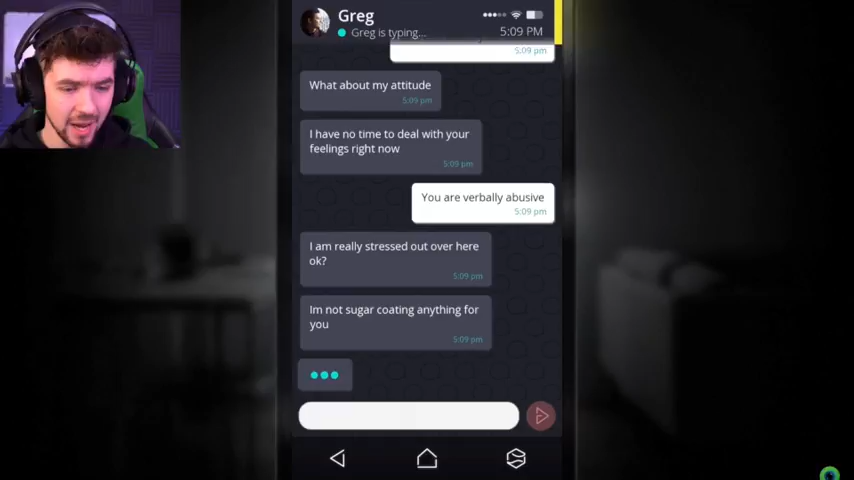 Greg
Greg is typing...
5:09 PM
5:09 pm
What about my attitude
5:09 pm
I have no time to deal with your
feelings right now
5:09 pm
You are verbally abusive
5:09 pm
I am really stressed out over here
ok?
5:09 pm
Im not sugar coating anything for
you
5:09 pm